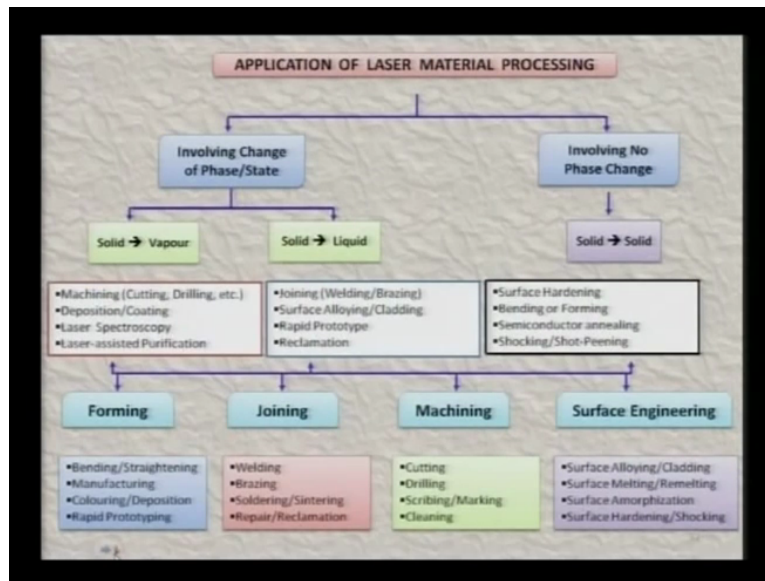 APPLICATION OF LASER MATERIAL PROCESSING
Involving Change
of Phase/State
Involving No
Phase Change
Solid → Vapour
Solid → Liquid
Solid → Solid
▪Machining (Cutting, Drilling, etc.)
▪Deposition/Coating
▪Laser Spectroscopy
▪Laser-assisted Purification
▪Joining (Welding/Brazing)
▪Surface Alloying/Cladding
▪Rapid Prototype
▪Reclamation
▪Surface Hardening
▪Bending or Forming
▪Semiconductor annealing
▪Shocking/Shot-Peening
Forming
Joining
Machining
Surface Engineering
▪Bending/Straightening
▪Manufacturing
▪Colouring/Deposition
▪Rapid Prototyping
▪Welding
▪Brazing
▪Soldering/Sintering
▪Repair/Reclamation
▪Cutting
▪Drilling
▪Scribing/Marking
▪Cleaning
▪Surface Alloying/Cladding
▪Surface Melting/Remelting
▪Surface Amorphization
▪Surface Hardening/Shocking